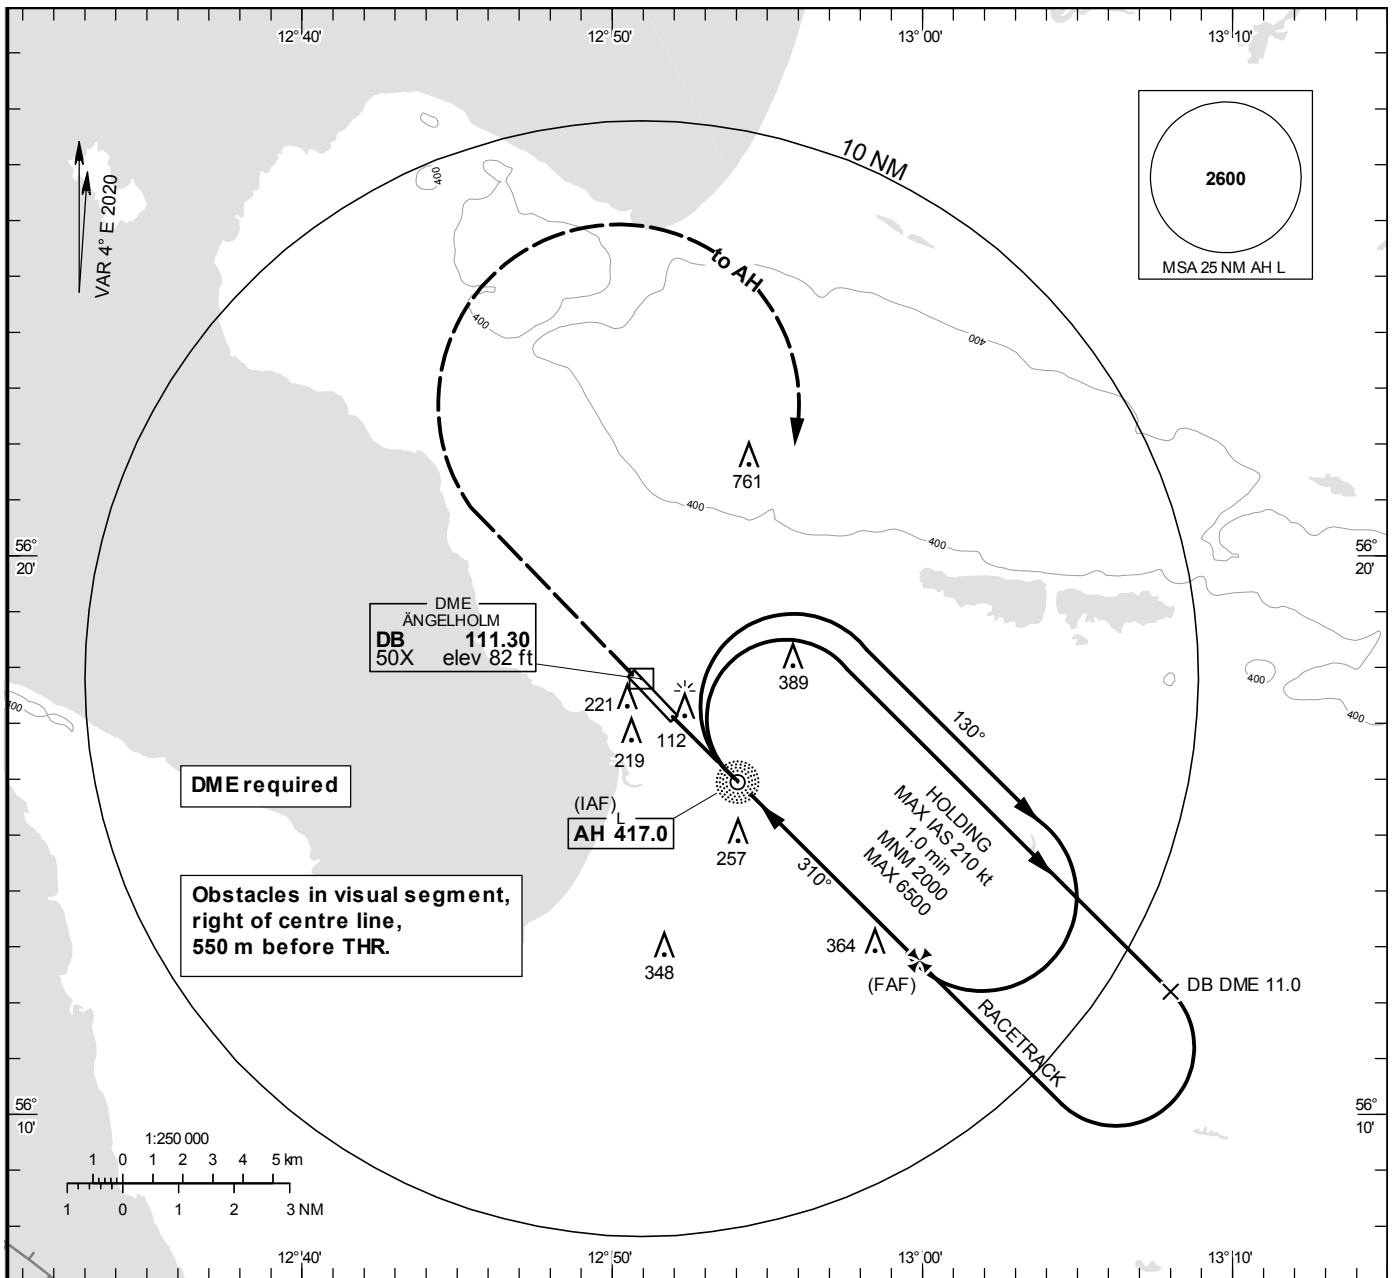 12°40'
12°50'
13°00'
13°10'
10 NM
2600
MSA 25 NM AH L
VAR 4° E 2020
400
to AH
400
400
761
400
400
56°
20'
56°
20'
DME
ÄNGELHOLM
DB 111.30
50X elev 82 ft
389
400
400
400
221
219
112
130°
DME required
(IAF)
L
AH 417.0
257
HOLDING
MAX IAS 210 kt
1.0 min
MNM 2000
MAX 6500
310°
Obstacles in visual segment,
right of centre line,
550 m before THR.
348
364
(FAF)
DB DME 11.0
RACETRACK
56°
10'
56°
10'
1:250 000
1 0 1 2 3 4 5 km
1 0 1 2 3 NM
12°40'
12°50'
13°00'
13°10'